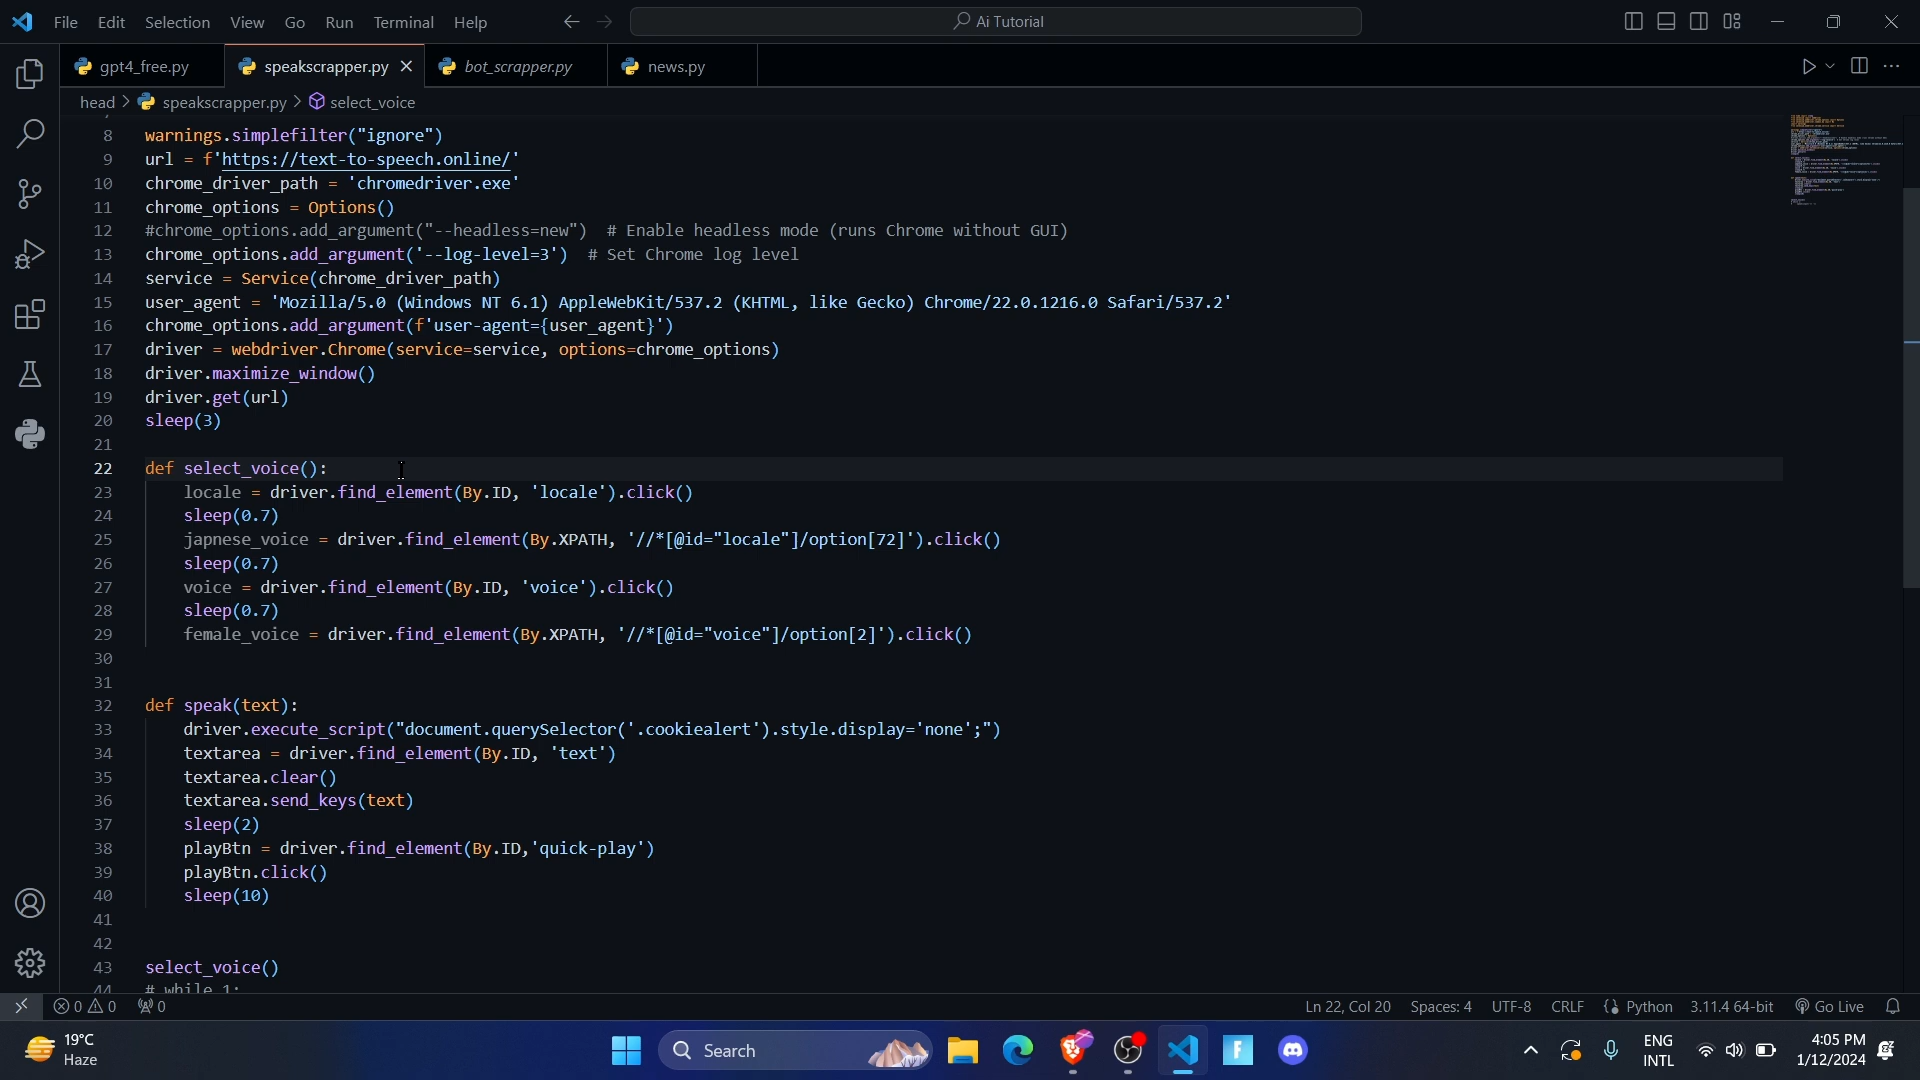 File Edit Selection View Go Run Terminal Help
Ai Tutorial
gpt4_free.py
speakscrapper.py
bot_scrapper.py
news.py
head > speakscrapper.py > select_voice
8 warnings.simplefilter("ignore")
9 url = f'https://text-to-speech.online/'
10 chrome_driver_path = 'chromedriver.exe'
11 chrome_options = Options()
12 #chrome_options.add_argument("--headless=new") # Enable headless mode (runs Chrome without GUI)
13 chrome_options.add_argument('--log-level=3') # Set Chrome log level
14 service = Service(chrome_driver_path)
15 user_agent = 'Mozilla/5.0 (Windows NT 6.1) AppleWebKit/537.2 (KHTML, like Gecko) Chrome/22.0.1216.0 Safari/537.2'
16 chrome_options.add_argument(f'user-agent={user_agent}')
17 driver = webdriver.Chrome(service=service, options=chrome_options)
18 driver.maximize_window()
19 driver.get(url)
20 sleep(3)
21
22 def select_voice():
23 locale = driver.find_element(By.ID, 'locale').click()
24 sleep(0.7)
25 japnese_voice = driver.find_element(By.XPATH, '//*[@id="locale"]/option[72]').click()
26 sleep(0.7)
27 voice = driver.find_element(By.ID, 'voice').click()
28 sleep(0.7)
29 female_voice = driver.find_element(By.XPATH, '//*[@id="voice"]/option[2]').click()
30
31
32 def speak(text):
33 driver.execute_script("document.querySelector('.cookiealert').style.display='none';")
34 textarea = driver.find_element(By.ID, 'text')
35 textarea.clear()
36 textarea.send_keys(text)
37 sleep(2)
38 playBtn = driver.find_element(By.ID,'quick-play')
39 playBtn.click()
40 sleep(10)
41
42
43 select_voice()
44 # while 1:
0 0 0
Ln 22, Col 20 Spaces: 4 UTF-8 CRLF Python 3.11.4 64-bit Go Live
19°C
Haze
Search
ENG
INTL
4:05 PM
1/12/2024